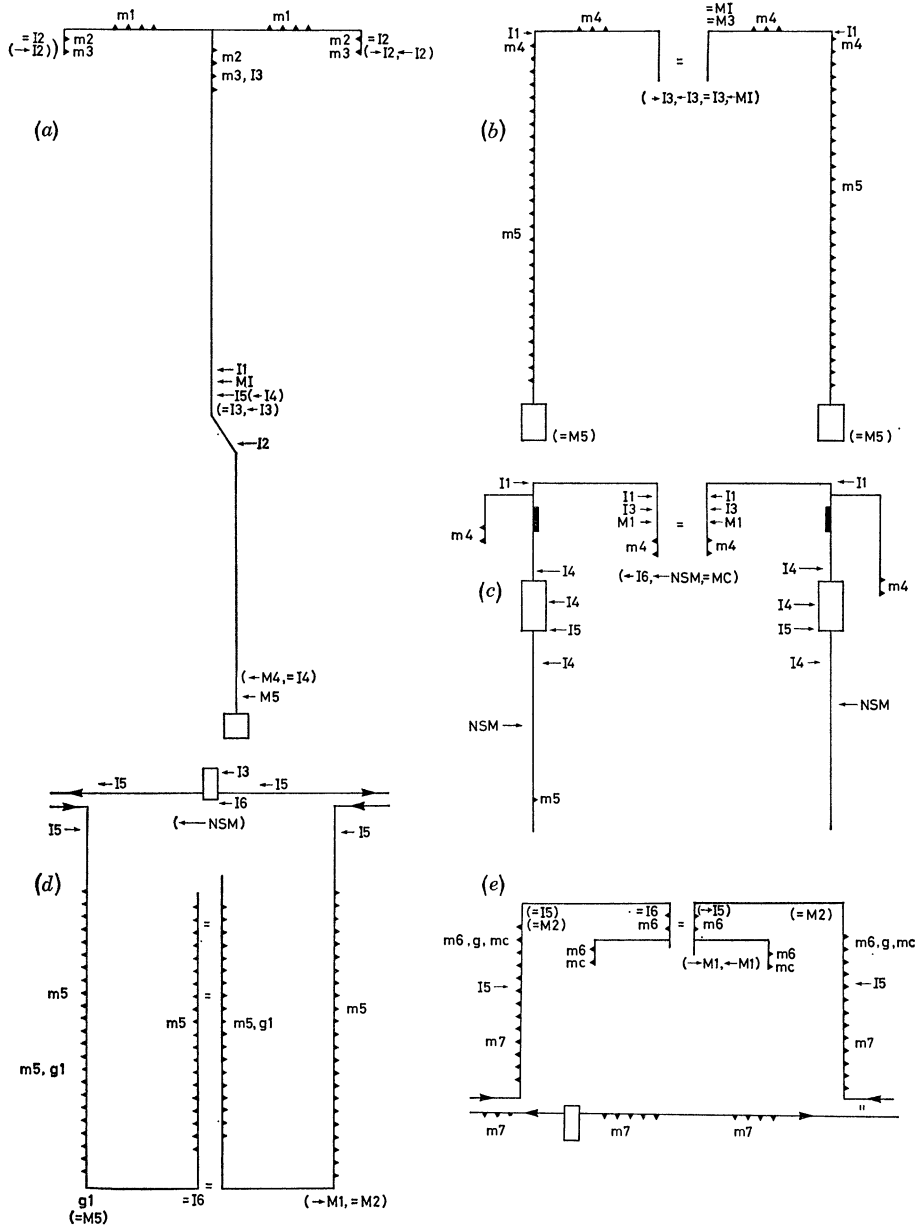 m1
m1
=I2
(→I2))
m2
m3
m2
m3
=I2
(→I2,←I2)
m2
m3, I3
(a)
←I1
←MI
←I5(←I4)
(=I3,←I3)
←I2
(←M4,=I4)
←M5
=MI
=M3
m4
m4
I1→
←I1
m4
m4
=
(→I3,←I3,=I3,←MI)
(b)
m5
m5
(=M5)
(=M5)
I1→
←I1
I1→
←I1
I3→
←I3
M1→
←M1
=
m4
m4
m4
m4
(←I6,←NSM,=MC)
(c)
←I4
I4→
←I4
I4→
←I5
I5→
←I4
I4→
NSM→
←NSM
m5
←I3
←I5
←I5
←I6
(←NSM)
I5→
←I5
(d)
=
=
m5
m5
m5, g1
m5
m5, g1
g1
(=M5)
=I6
=
(→M1,=M2)
(e)
(=I5)
(=M2)
=I6
m6
=
(→I5)
m6
(=M2)
m6, g, mc
m6
mc
(→M1,←M1)
m6
mc
m6, g, mc
I5→
←I5
m7
m7
=
m7
m7
m7